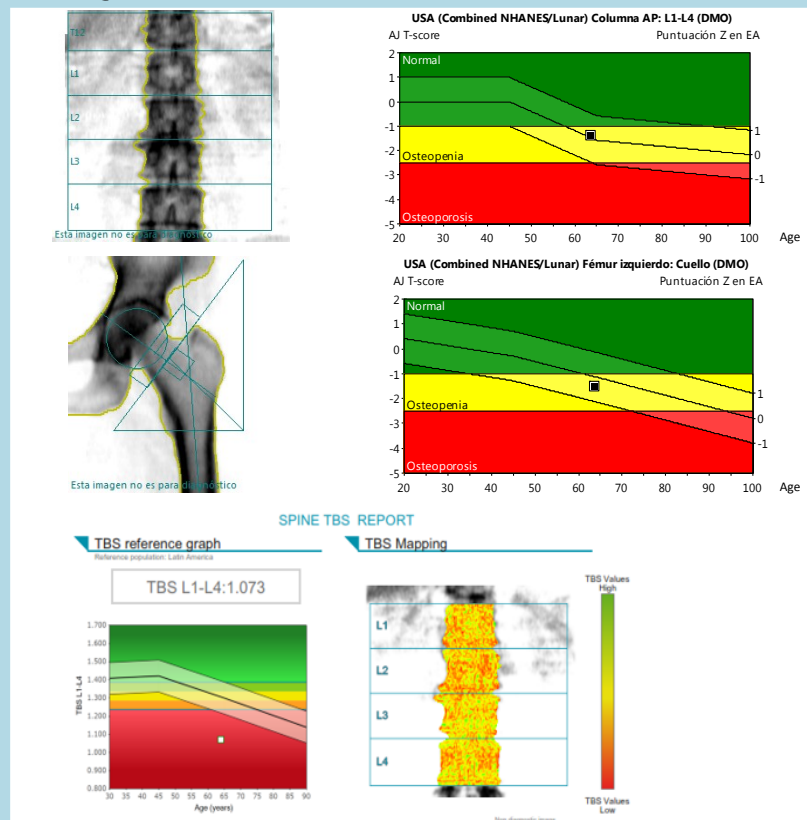 USA (Combined NHANES/Lunar) Columna AP: L1-L4 (DMO)
AJ T-score
Puntuación Z en EA
T12
L1
L2
L3
L4
Esta imagen no es para diagnóstico
2
1
0
-1
-2
-3
-4
-5
Normal
Osteopenia
Osteoporosis
1
0
-1
20 30 40 50 60 70 80 90 100 Age
USA (Combined NHANES/Lunar) Fémur izquierdo: Cuello (DMO)
AJ T-score
Puntuación Z en EA
Esta imagen no es para diagnóstico
2
1
0
-1
-2
-3
-4
-5
Normal
Osteopenia
Osteoporosis
1
0
-1
20 30 40 50 60 70 80 90 100 Age
SPINE TBS REPORT
TBS reference graph
Reference population: Latin America
TBS L1-L4:1.073
TBS L1-L4
1.700
1.600
1.500
1.400
1.300
1.200
1.100
1.000
0.900
0.800
30 35 40 45 50 55 60 65 70 75 80 85 90
Age (years)
TBS Mapping
L1
L2
L3
L4
TBS Values
High
TBS Values
Low